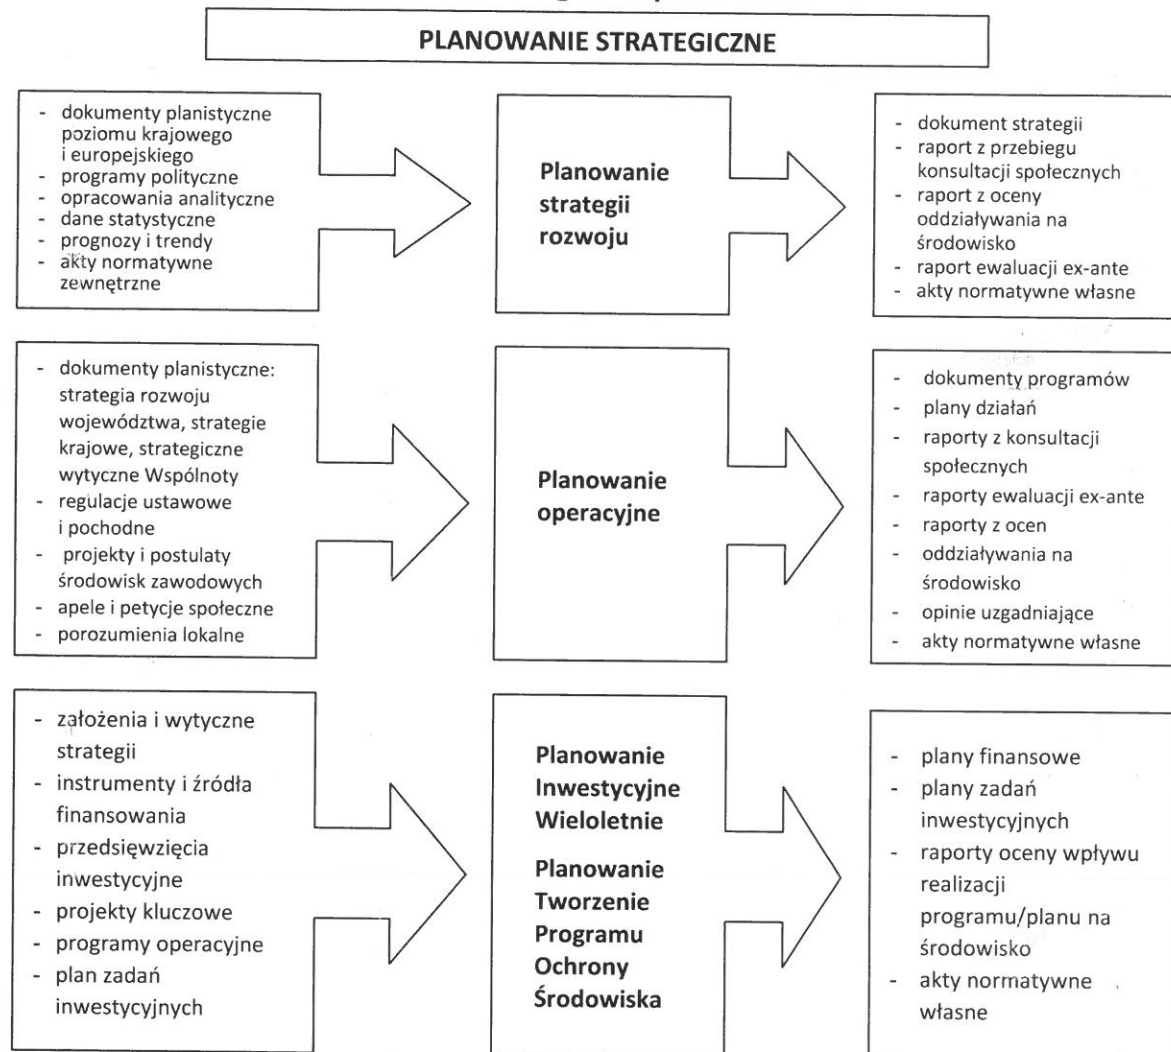 PLANOWANIE STRATEGICZNE
- dokumenty planistyczne
poziomu krajowego
i europejskiego
- programy polityczne
- opracowania analityczne
- dane statystyczne
- prognozy i trendy
- akty normatywne
zewnętrzne
Planowanie
strategii
rozwoju
- dokument strategii
- raport z przebiegu
konsultacji społecznych
- raport z oceny
oddziaływania na
środowisko
- raport ewaluacji ex-ante
- akty normatywne własne
- dokumenty planistyczne:
strategia rozwoju
województwa, strategie
krajowe, strategiczne
wytyczne Wspólnoty
- regulacje ustawowe
i pochodne
- projekty i postulaty
środowisk zawodowych
- apele i petycje społeczne
- porozumienia lokalne
Planowanie
operacyjne
- dokumenty programów
- plany działań
- raporty z konsultacji
społecznych
- raporty ewaluacji ex-ante
- raporty z ocen
- oddziaływania na
środowisko
- opinie uzgadniające
- akty normatywne własne
- założenia i wytyczne
strategii
- instrumenty i źródła
finansowania
- przedsięwzięcia
inwestycyjne
- projekty kluczowe
- programy operacyjne
- plan zadań
inwestycyjnych
Planowanie
Inwestycyjne
Wieloletnie
Planowanie
Tworzenie
Programu
Ochrony
Środowiska
- plany finansowe
- plany zadań
inwestycyjnych
- raporty oceny wpływu
realizacji
programu/planu na
środowisko
- akty normatywne
własne